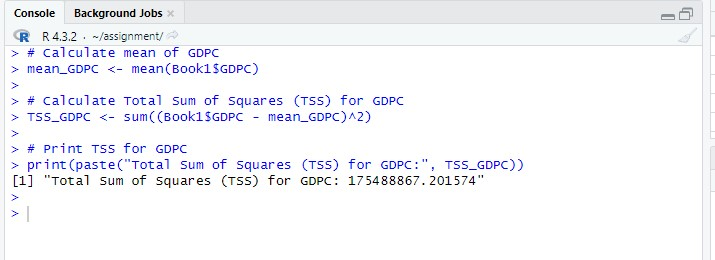 Console Background Jobs ×
R 4.3.2 · ~/assignment/
> # Calculate mean of GDPC
> mean_GDPC <- mean(Book1$GDPC)
>
> # Calculate Total Sum of Squares (TSS) for GDPC
> TSS_GDPC <- sum((Book1$GDPC - mean_GDPC)^2)
>
> # Print TSS for GDPC
> print(paste("Total Sum of Squares (TSS) for GDPC:", TSS_GDPC))
[1] "Total Sum of Squares (TSS) for GDPC: 175488867.201574"
>
>